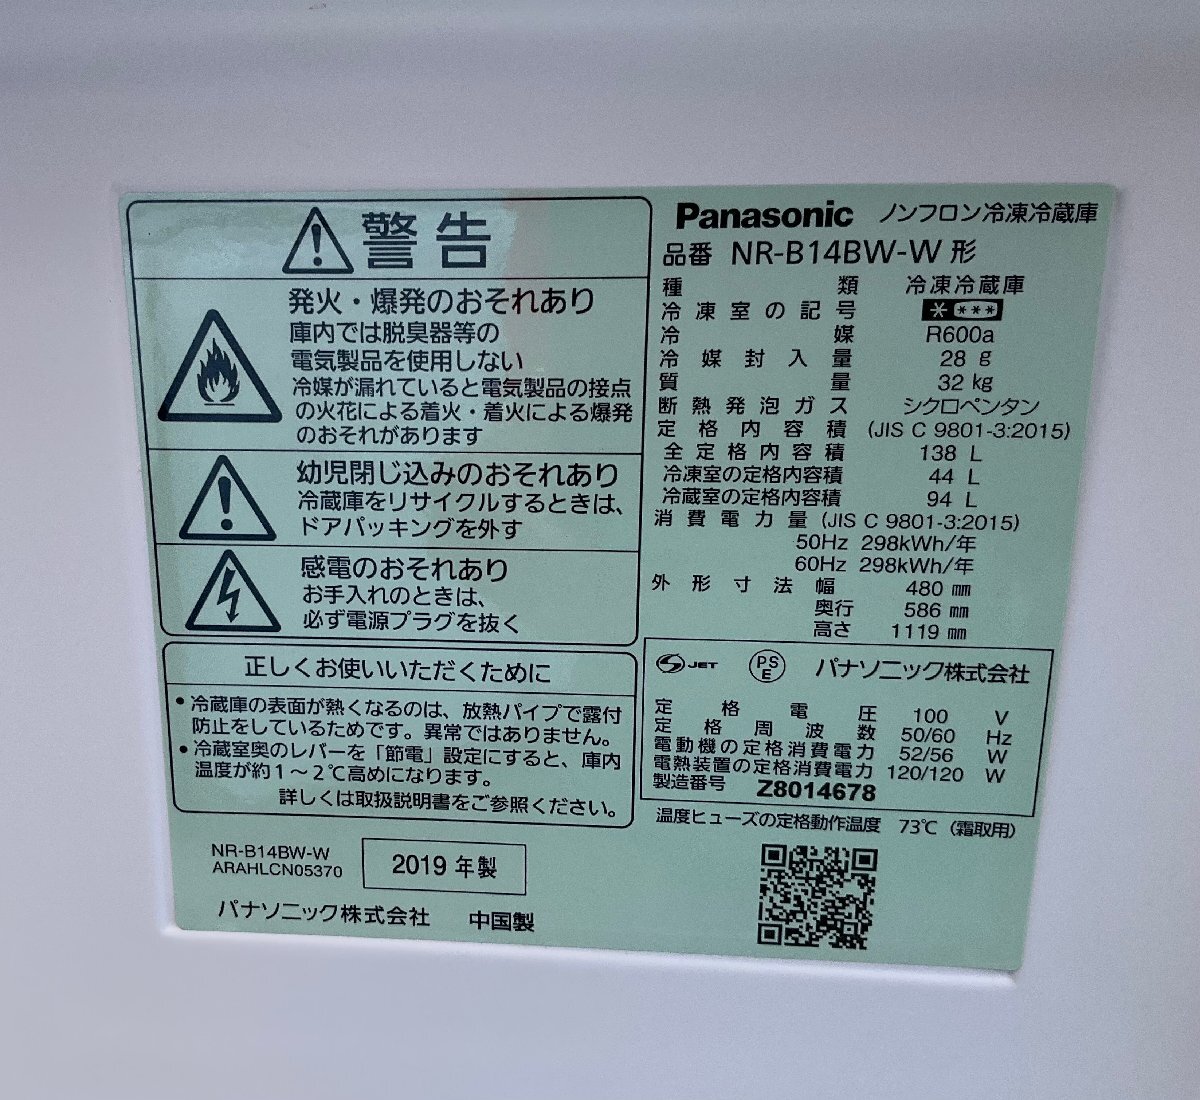 警告
発火・爆発のおそれあり
庫内では脱臭器等の
電気製品を使用しない
冷媒が漏れていると電気製品の接点
の火花による着火・着火による爆発
のおそれがあります
幼児閉じ込みのおそれあり
冷蔵庫をリサイクルするときは、
ドアパッキングを外す
感電のおそれあり
お手入れのときは、
必ず電源プラグを抜く
正しくお使いいただくために
・冷蔵庫の表面が熱くなるのは、放熱パイプで露付
防止をしているためです。異常ではありません。
・冷蔵室奥のレバーを「節電」設定にすると、庫内
温度が約1～2℃高めになります。
詳しくは取扱説明書をご参照ください。
NR-B14BW-W
ARAHLCN05370
2019 年製
パナソニック株式会社 中国製
Panasonic ノンフロン冷凍冷蔵庫
品番 NR-B14BW-W 形
種類 冷凍冷蔵庫
冷凍室の記号 * ***
冷媒 R600a
冷媒封入量 28 g
質量 32 kg
断熱発泡ガス シクロペンタン
定格内容積 (JIS C 9801-3:2015)
全定格内容積 138 L
冷凍室の定格内容積 44 L
冷蔵室の定格内容積 94 L
消費電力量 (JIS C 9801-3:2015)
50Hz 298kWh/年
60Hz 298kWh/年
外形寸法 幅 480 mm
奥行 586 mm
高さ 1119 mm
S JET PS E パナソニック株式会社
定格電圧 100 V
定格周波数 50/60 Hz
電動機の定格消費電力 52/56 W
電熱装置の定格消費電力 120/120 W
製造番号 Z8014678
温度ヒューズの定格動作温度 73℃ (霜取用)